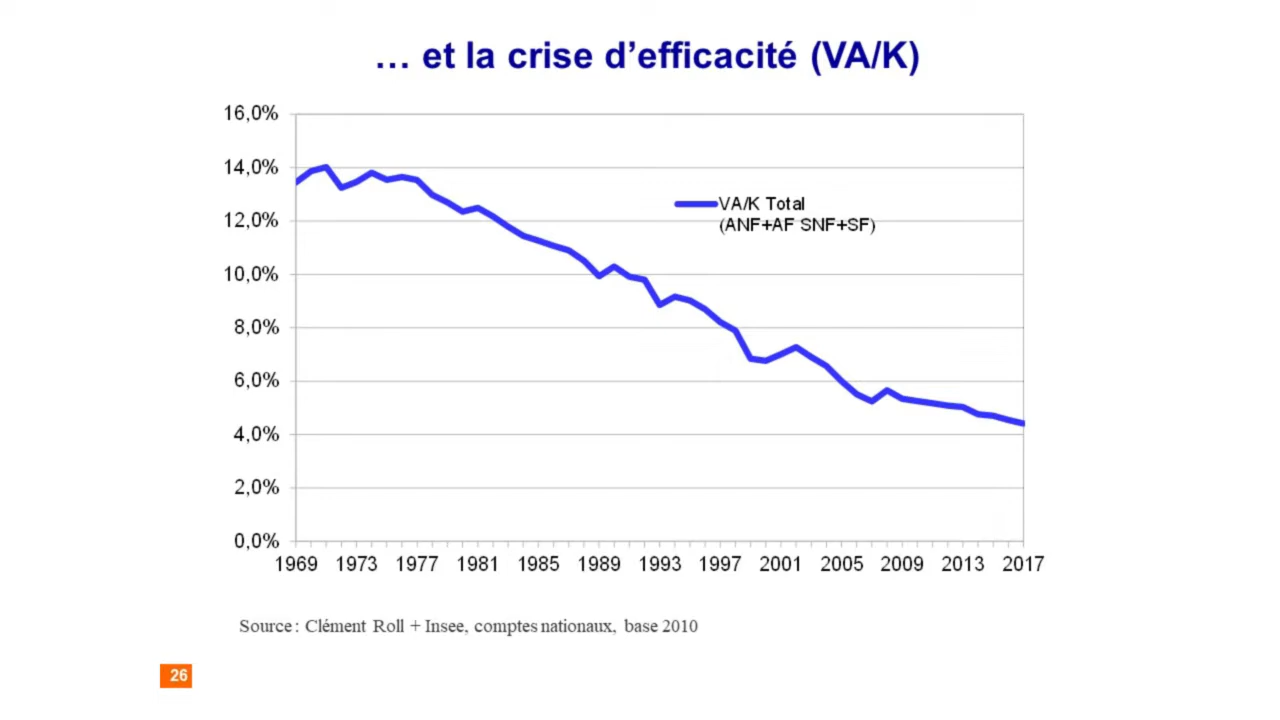 … et la crise d’efficacité (VA/K)
16,0%
14,0%
12,0%
10,0%
8,0%
6,0%
4,0%
2,0%
0,0%
VA/K Total
(ANF+AF SNF+SF)
1969 1973 1977 1981 1985 1989 1993 1997 2001 2005 2009 2013 2017
Source : Clément Roll + Insee, comptes nationaux, base 2010
26